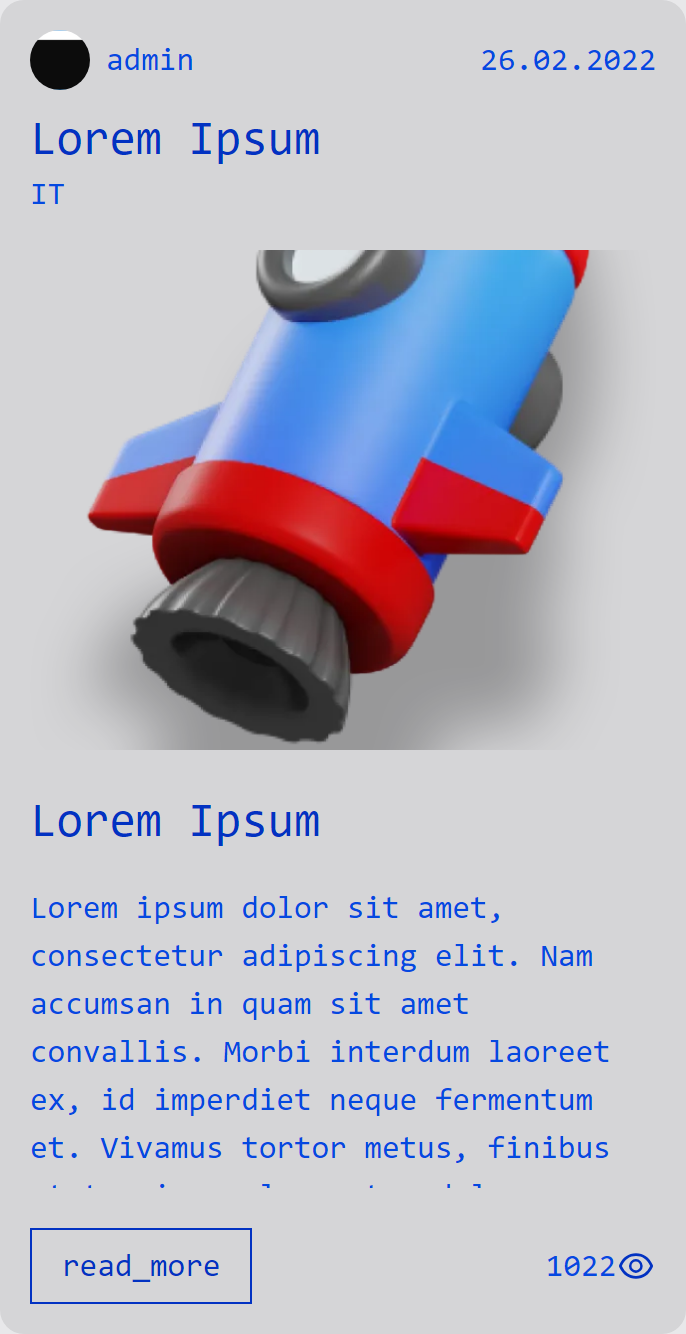 admin 26.02.2022
Lorem Ipsum
IT
Lorem Ipsum
Lorem ipsum dolor sit amet,
consectetur adipiscing elit. Nam
accumsan in quam sit amet
convallis. Morbi interdum laoreet
ex, id imperdiet neque fermentum
et. Vivamus tortor metus, finibus
read_more 1022